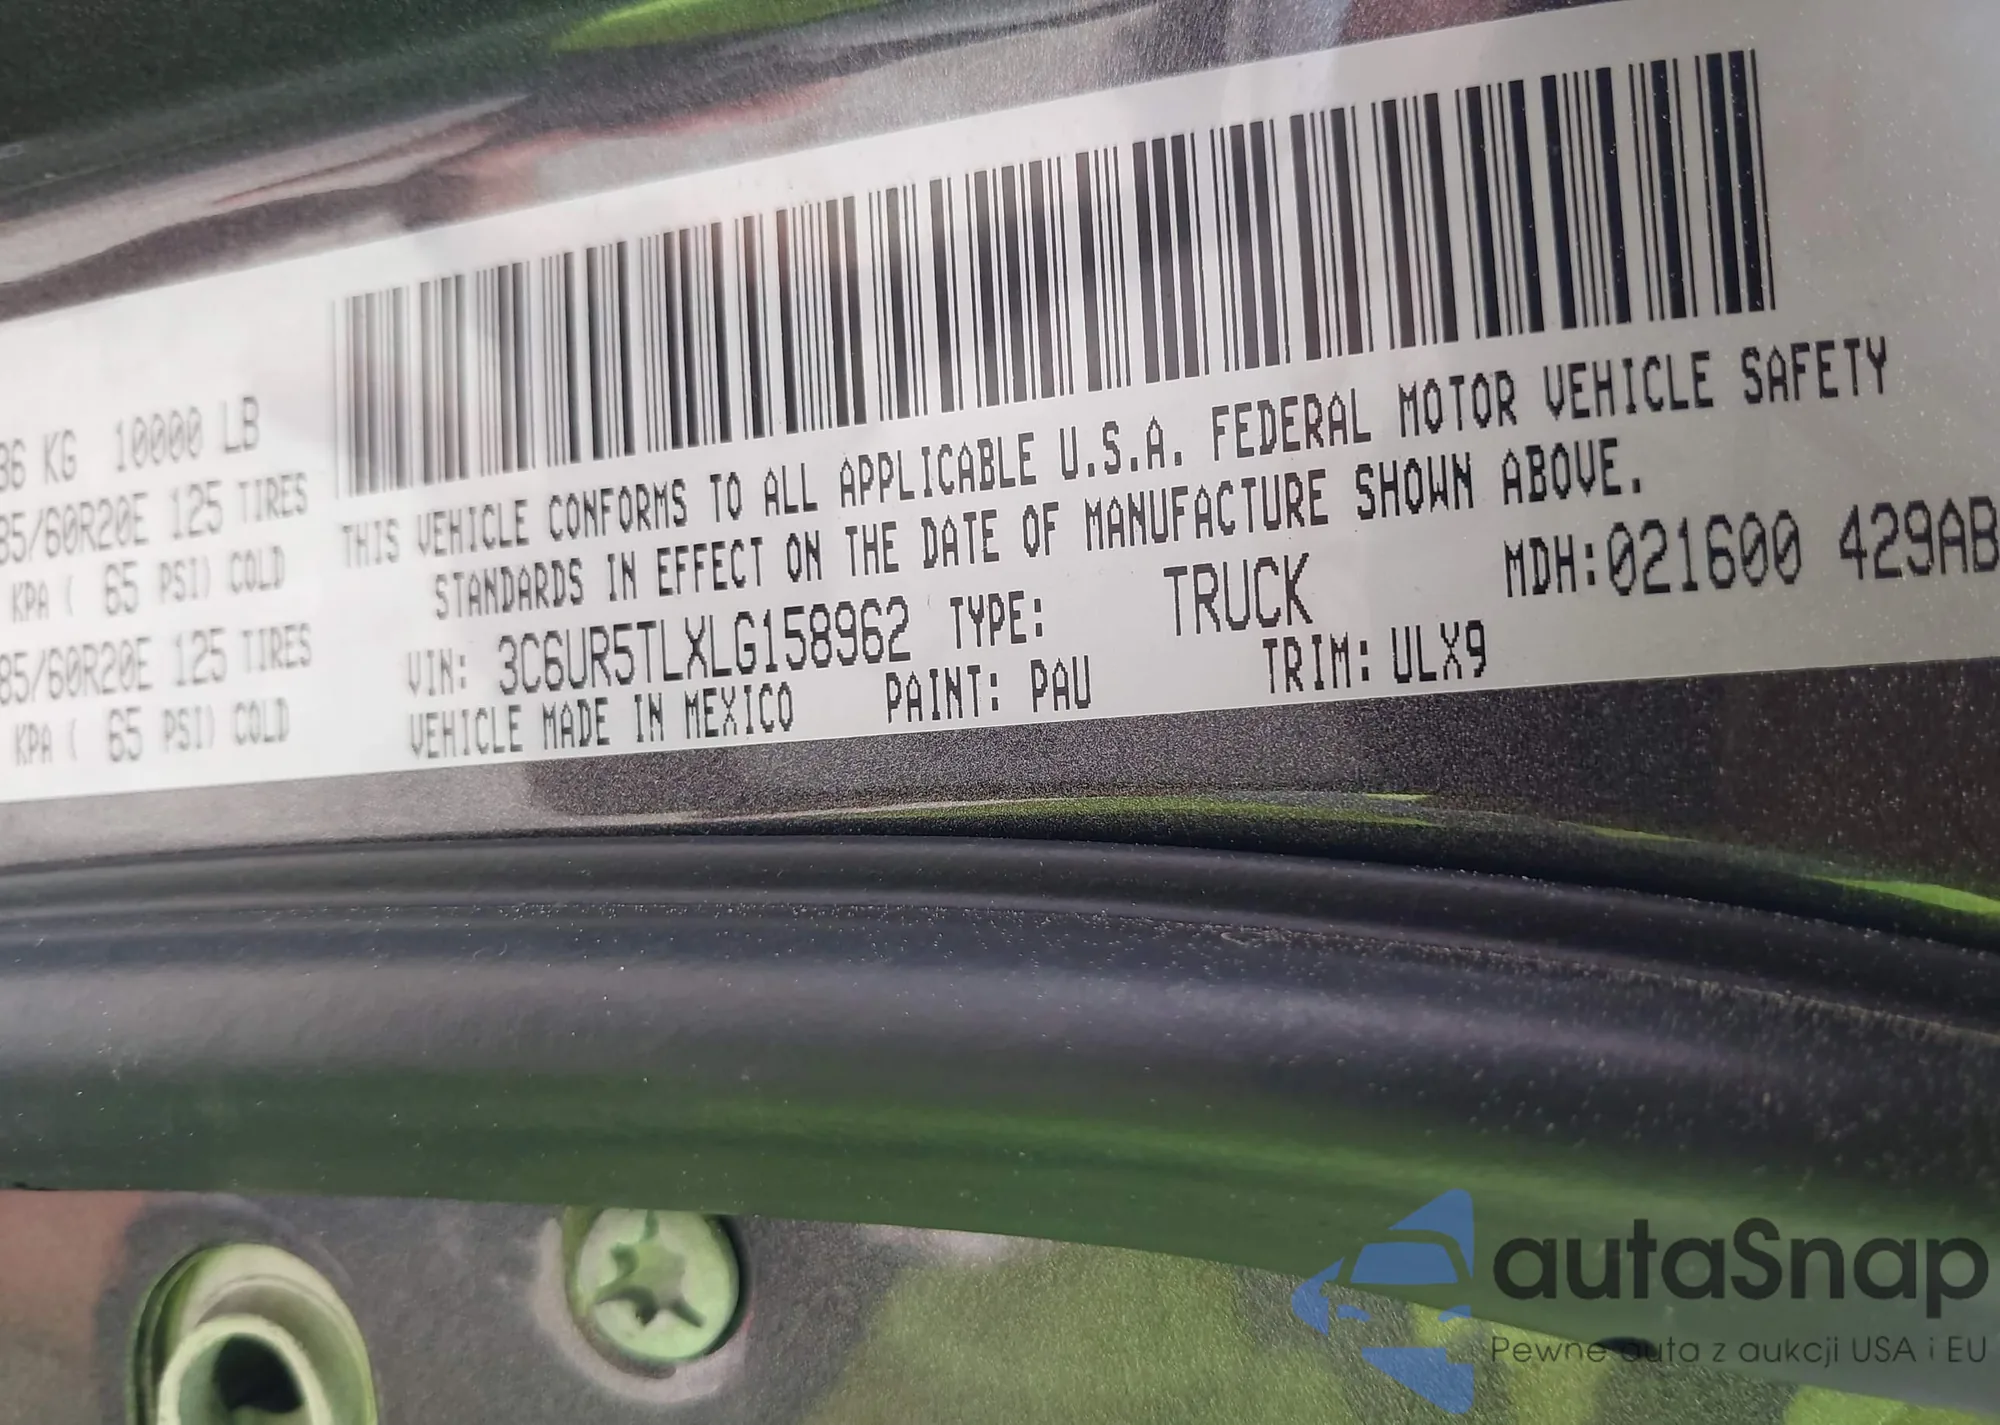 36 KG 10000 LB
85/60R20E 125 TIRES
KPA ( 65 PSI) COLD
85/60R20E 125 TIRES
KPA ( 65 PSI) COLD
THIS VEHICLE CONFORMS TO ALL APPLICABLE U.S.A. FEDERAL MOTOR VEHICLE SAFETY
STANDARDS IN EFFECT ON THE DATE OF MANUFACTURE SHOWN ABOVE.
VIN: 3C6UR5TLXLG158962 TYPE: TRUCK MDH:021600 429AB
VEHICLE MADE IN MEXICO PAINT: PAU TRIM: ULX9
autaSnap
Pewne auta z aukcji USA i EU